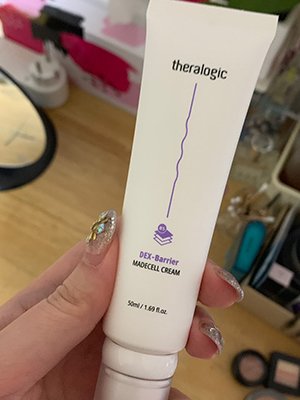 theralogic
DEX-Barrier
MADECELL CREAM
50ml / 1.69 fl.oz.